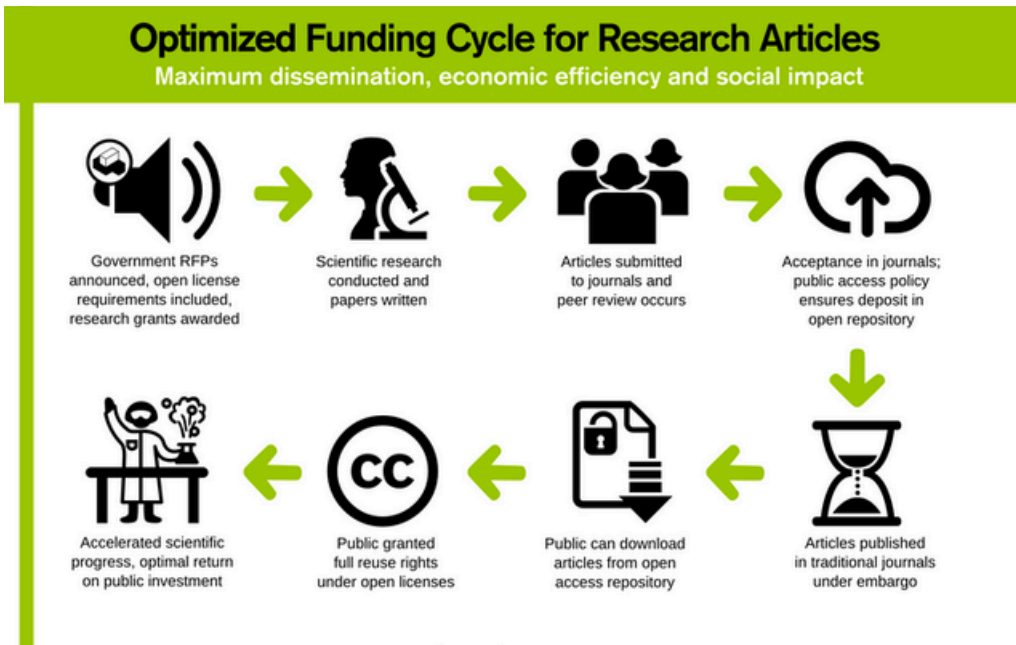 Optimized Funding Cycle for Research Articles
Maximum dissemination, economic efficiency and social impact
Government RFPs
announced, open license
requirements included,
research grants awarded
Scientific research
conducted and
papers written
Articles submitted
to journals and
peer review occurs
Acceptance in journals;
public access policy
ensures deposit in
open repository
Accelerated scientific
progress, optimal return
on public investment
cc
Public granted
full reuse rights
under open licenses
Public can download
articles from open
access repository
Articles published
in traditional journals
under embargo